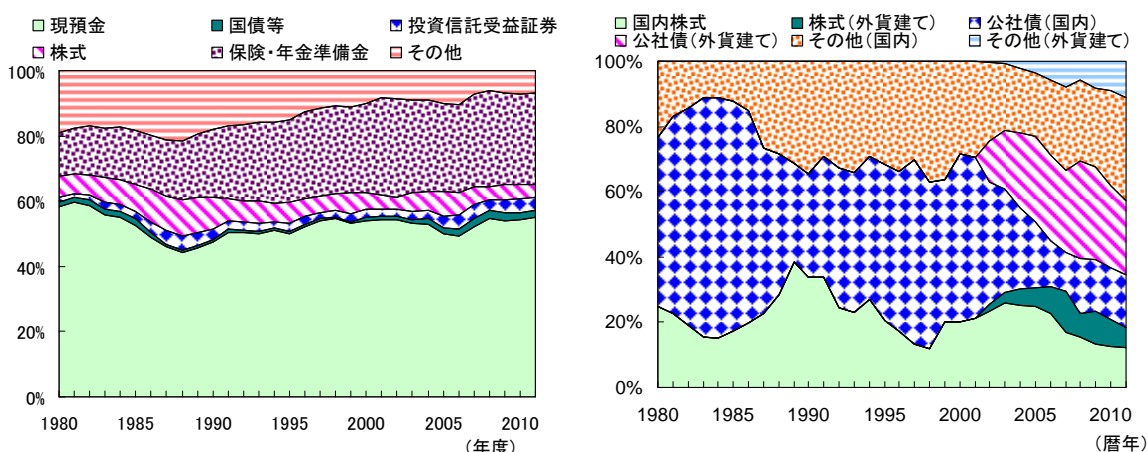 現預金 国債等 投資信託受益証券
株式 保険・年金準備金 その他
100%
80%
60%
40%
20%
0%
1980 1985 1990 1995 2000 2005 2010
(年度)
国内株式 株式(外貨建て) 公社債(国内)
公社債(外貨建て) その他(国内) その他(外貨建て)
100%
80%
60%
40%
20%
0%
1980 1985 1990 1995 2000 2005 2010
(暦年)